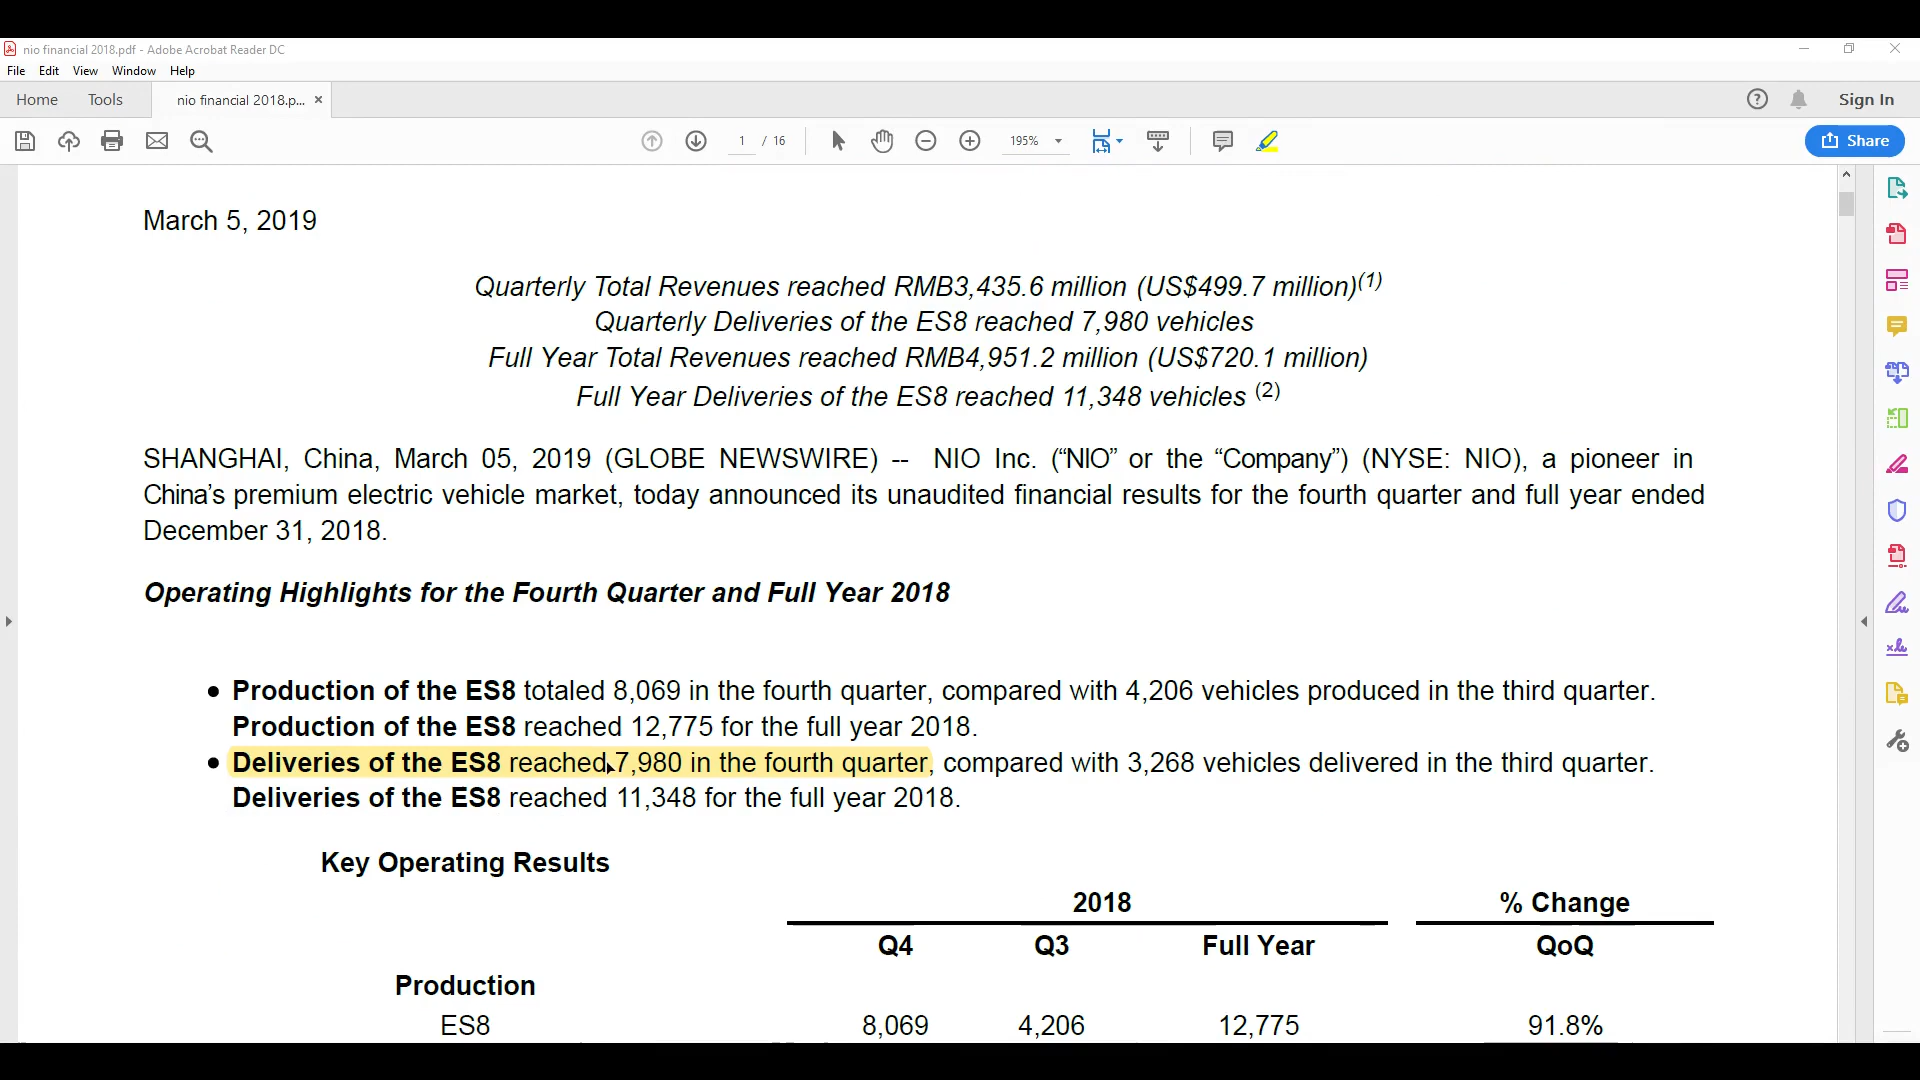 nio financial 2018.pdf - Adobe Acrobat Reader DC
File Edit View Window Help
Home Tools nio financial 2018.p... × Sign In
1 / 16 195% Share
March 5, 2019
Quarterly Total Revenues reached RMB3,435.6 million (US$499.7 million)(1)
Quarterly Deliveries of the ES8 reached 7,980 vehicles
Full Year Total Revenues reached RMB4,951.2 million (US$720.1 million)
Full Year Deliveries of the ES8 reached 11,348 vehicles (2)
SHANGHAI, China, March 05, 2019 (GLOBE NEWSWIRE) -- NIO Inc. (“NIO” or the “Company”) (NYSE: NIO), a pioneer in
China’s premium electric vehicle market, today announced its unaudited financial results for the fourth quarter and full year ended
December 31, 2018.
Operating Highlights for the Fourth Quarter and Full Year 2018
• Production of the ES8 totaled 8,069 in the fourth quarter, compared with 4,206 vehicles produced in the third quarter.
Production of the ES8 reached 12,775 for the full year 2018.
• Deliveries of the ES8 reached 7,980 in the fourth quarter, compared with 3,268 vehicles delivered in the third quarter.
Deliveries of the ES8 reached 11,348 for the full year 2018.
Key Operating Results
2018 % Change
Q4 Q3 Full Year QoQ
Production
ES8 8,069 4,206 12,775 91.8%